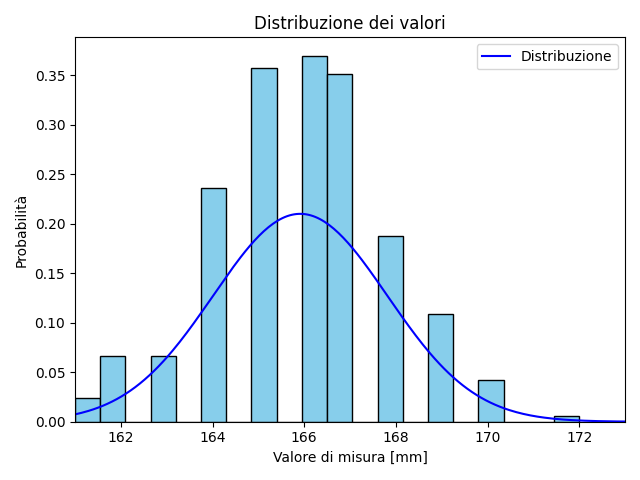 Distribuzione dei valori
Distribuzione
0.35
0.30
0.25
0.20
0.15
0.10
0.05
0.00
Probabilità
162 164 166 168 170 172
Valore di misura [mm]